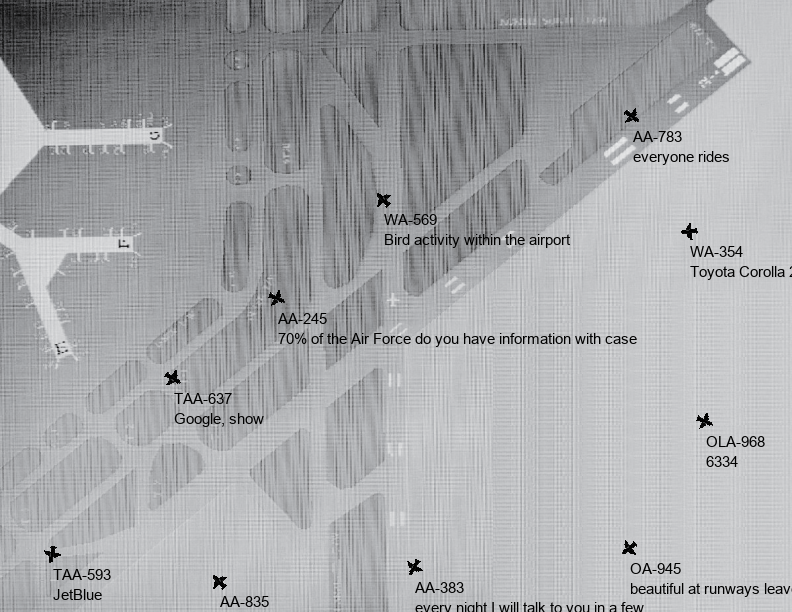 AA-783
everyone rides
WA-569
Bird activity within the airport
WA-354
Toyota Corolla 2
AA-245
70% of the Air Force do you have information with case
TAA-637
Google, show
OLA-968
6334
TAA-593
JetBlue
AA-835
AA-383
every night I will talk to you in a few
OA-945
beautiful at runways leav